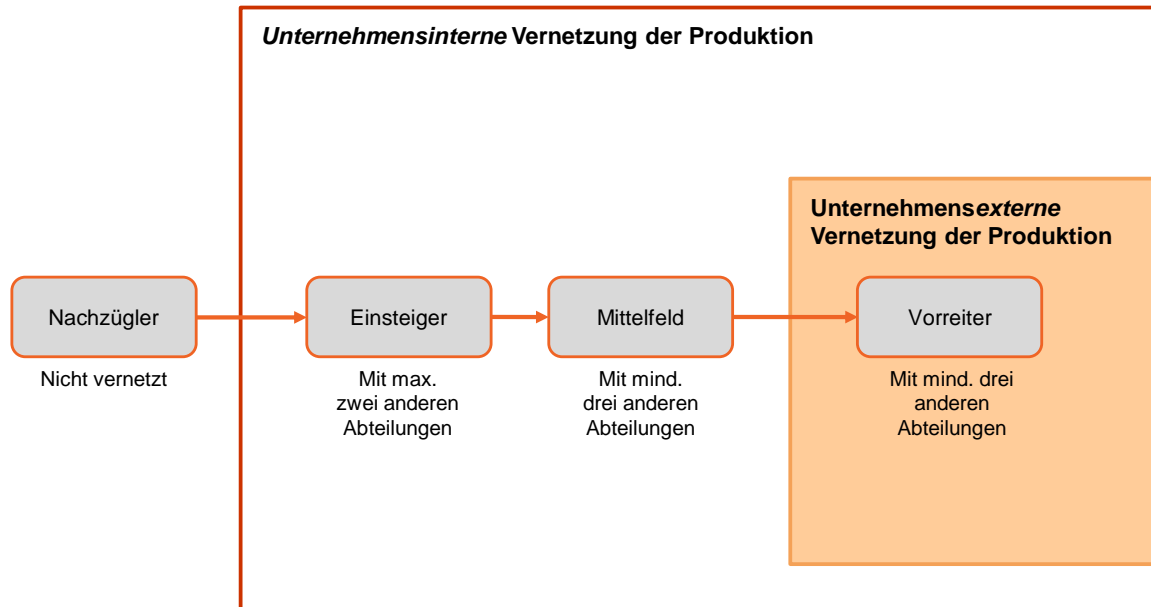 Unternehmensinterne Vernetzung der Produktion
Unternehmensexterne
Vernetzung der Produktion
Nachzügler
Einsteiger
Mittelfeld
Vorreiter
Nicht vernetzt
Mit max.
zwei anderen
Abteilungen
Mit mind.
drei anderen
Abteilungen
Mit mind. drei
anderen
Abteilungen